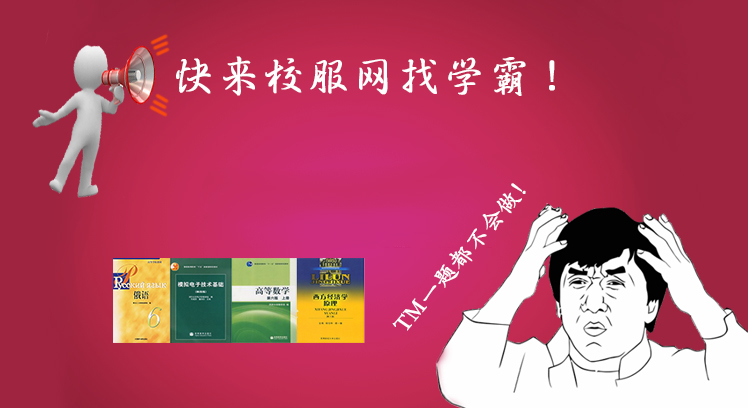 快来校服网找学霸！
TM一题都不会做！
Русский язык
俄语
6
模拟电子技术基础
高等数学
第六版 上册
西方经济学
原理